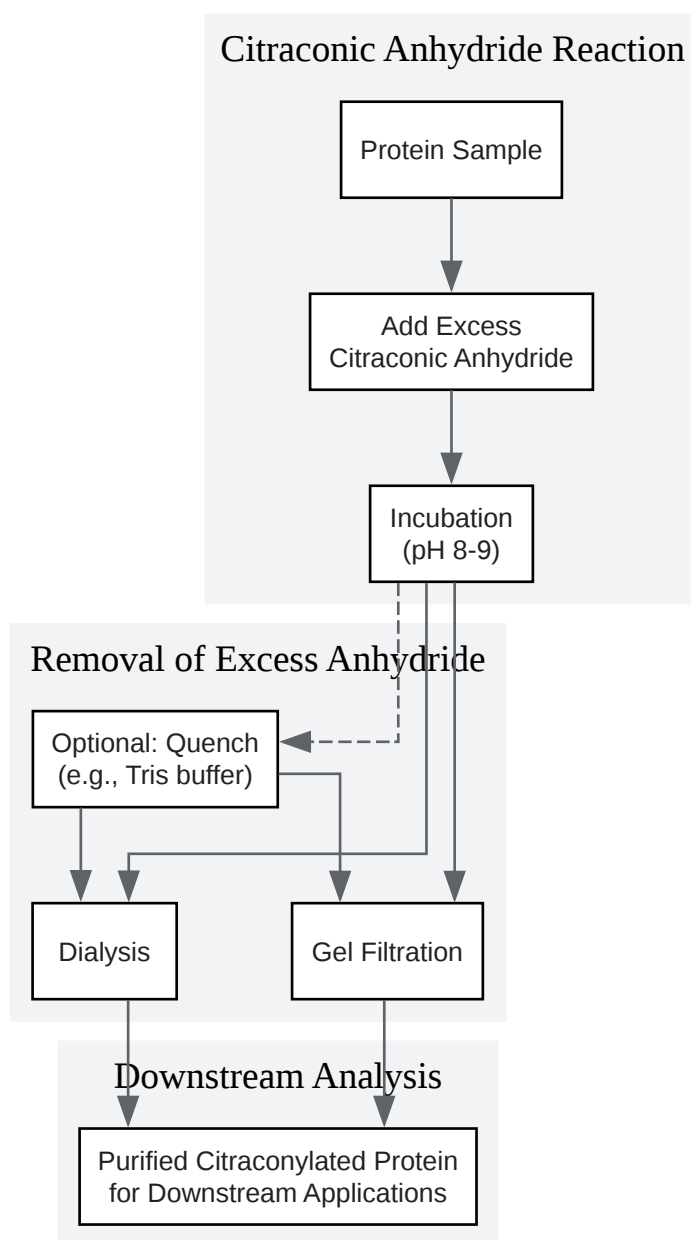 Citraconic Anhydride Reaction
Protein Sample
Add Excess
Citraconic Anhydride
Incubation
(pH 8-9)
Removal of Excess Anhydride
Optional: Quench
(e.g., Tris buffer)
Dialysis
Gel Filtration
Downstream Analysis
Purified Citraconylated Protein
for Downstream Applications